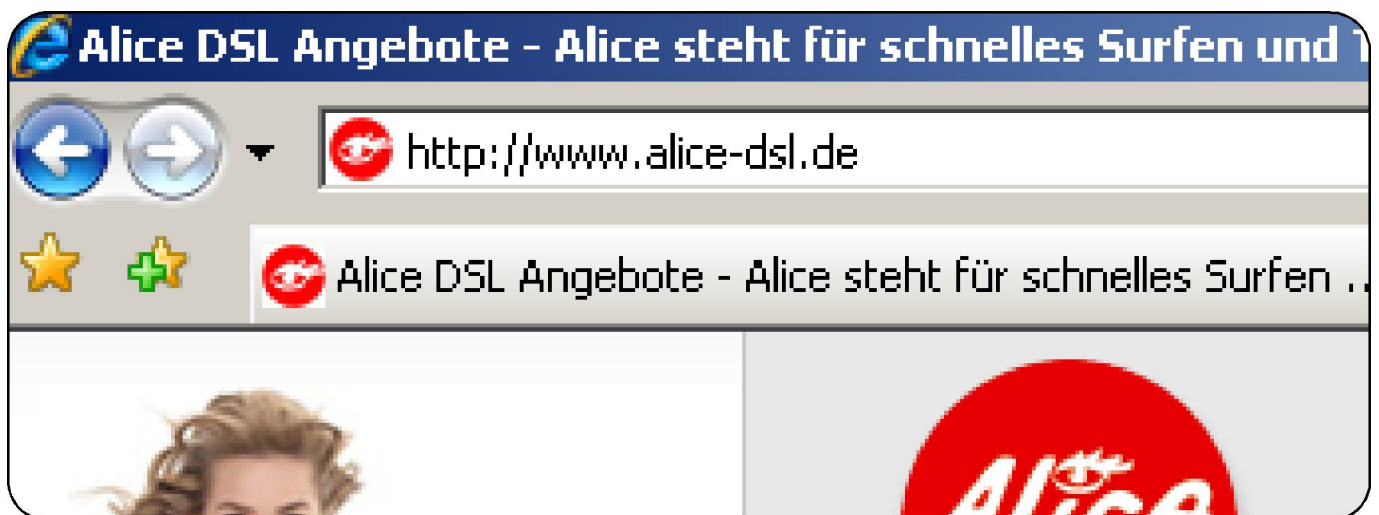 Alice DSL Angebote - Alice steht für schnelles Surfen und
http://www.alice-dsl.de
Alice DSL Angebote - Alice steht für schnelles Surfen ...
Alice